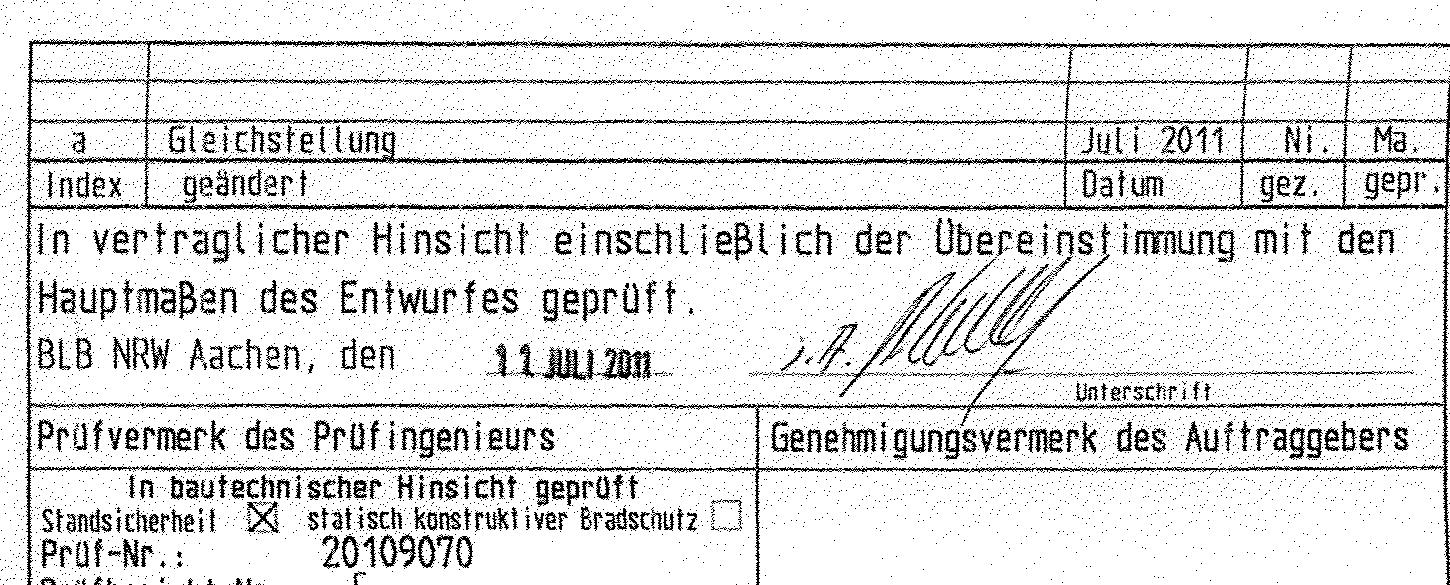 a Gleichstellung Juli 2011 Ni. Ma.
Index geändert Datum gez. gepr.
In vertraglicher Hinsicht einschließlich der Übereinstimmung mit den
Hauptmaßen des Entwurfes geprüft.
BLB NRW Aachen, den 11. JULI 2011 i.A.
Unterschrift
Prüfvermerk des Prüfingenieurs
Genehmigungsvermerk des Auftraggebers
In bautechnischer Hinsicht geprüft
Standsicherheit statisch konstruktiver Bradschutz
Prüf-Nr.: 20109070